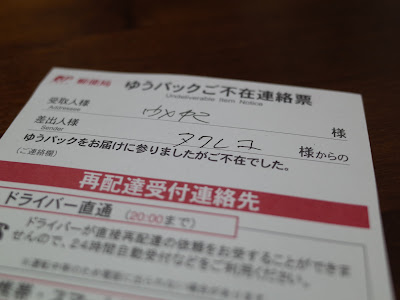 郵便局 ゆうパックご不在連絡票
Undeliverable Item Notice
受取人様
Addressee
様
差出人様 タクレコ 様からの
Sender
ゆうパックをお届けに参りましたがご不在でした。
(ご連絡欄)
再配達受付連絡先
ドライバー直通 (20:00まで)
ドライバーが直接再配達の依頼をお受することができま
せんので、24時間自動受付などをご利用ください。